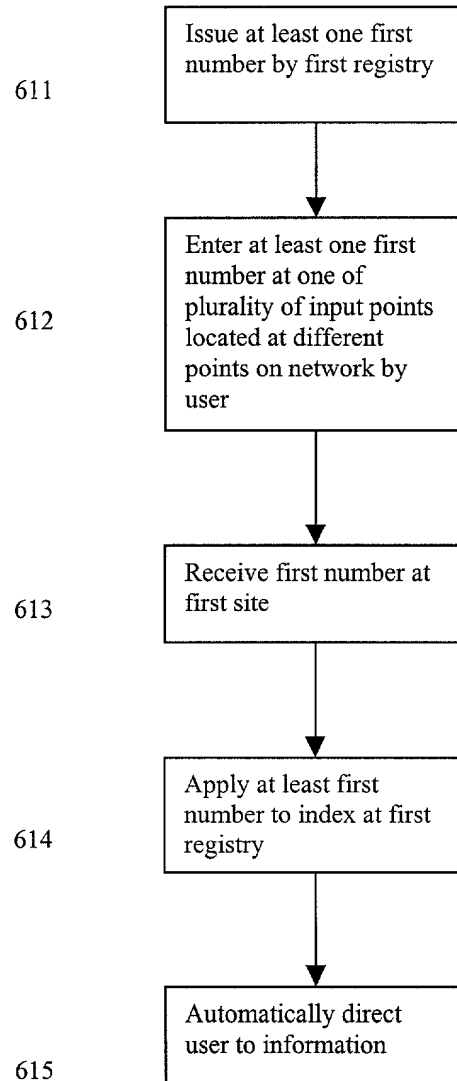 Issue at least one first
number by first registry
611
Enter at least one first
number at one of
plurality of input points
located at different
points on network by
user
612
Receive first number at
first site
613
Apply at least first
number to index at first
registry
614
Automatically direct
user to information
615